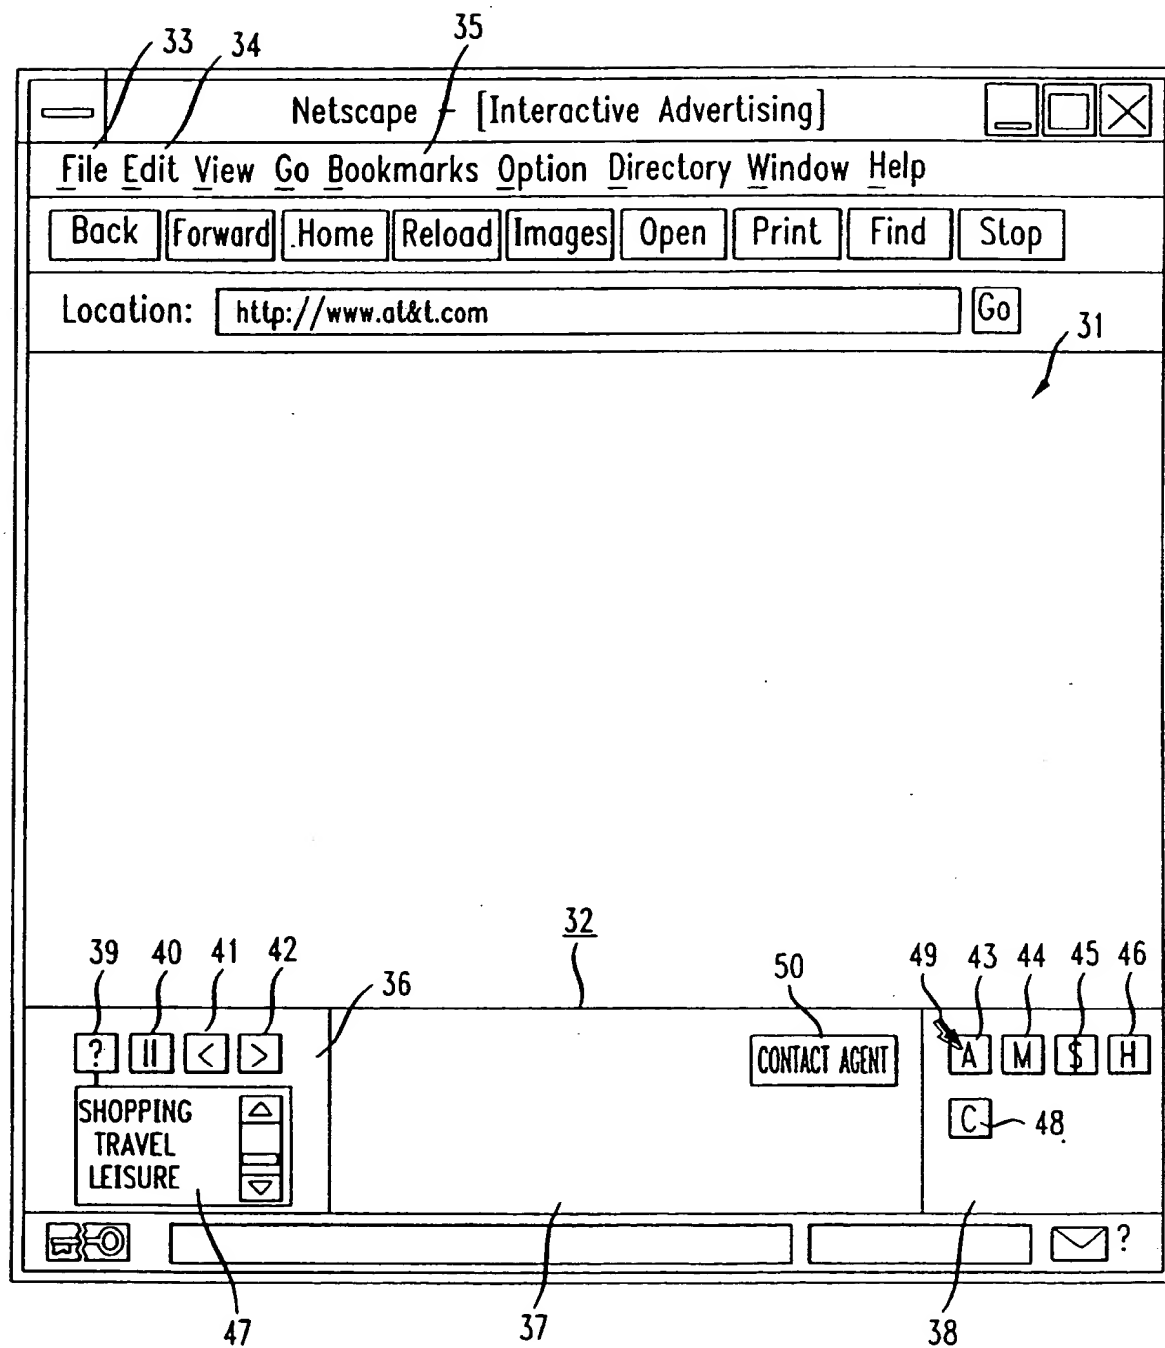 33 34 35
Netscape - [Interactive Advertising]
File Edit View Go Bookmarks Option Directory Window Help
Back Forward .Home Reload Images Open Print Find Stop
Location: http://www.at&t.com Go
31
32
39 40 41 42 36 50 49 43 44 45 46
? II < > CONTACT AGENT A M $ H
SHOPPING
TRAVEL
LEISURE
C 48
?
47 37 38